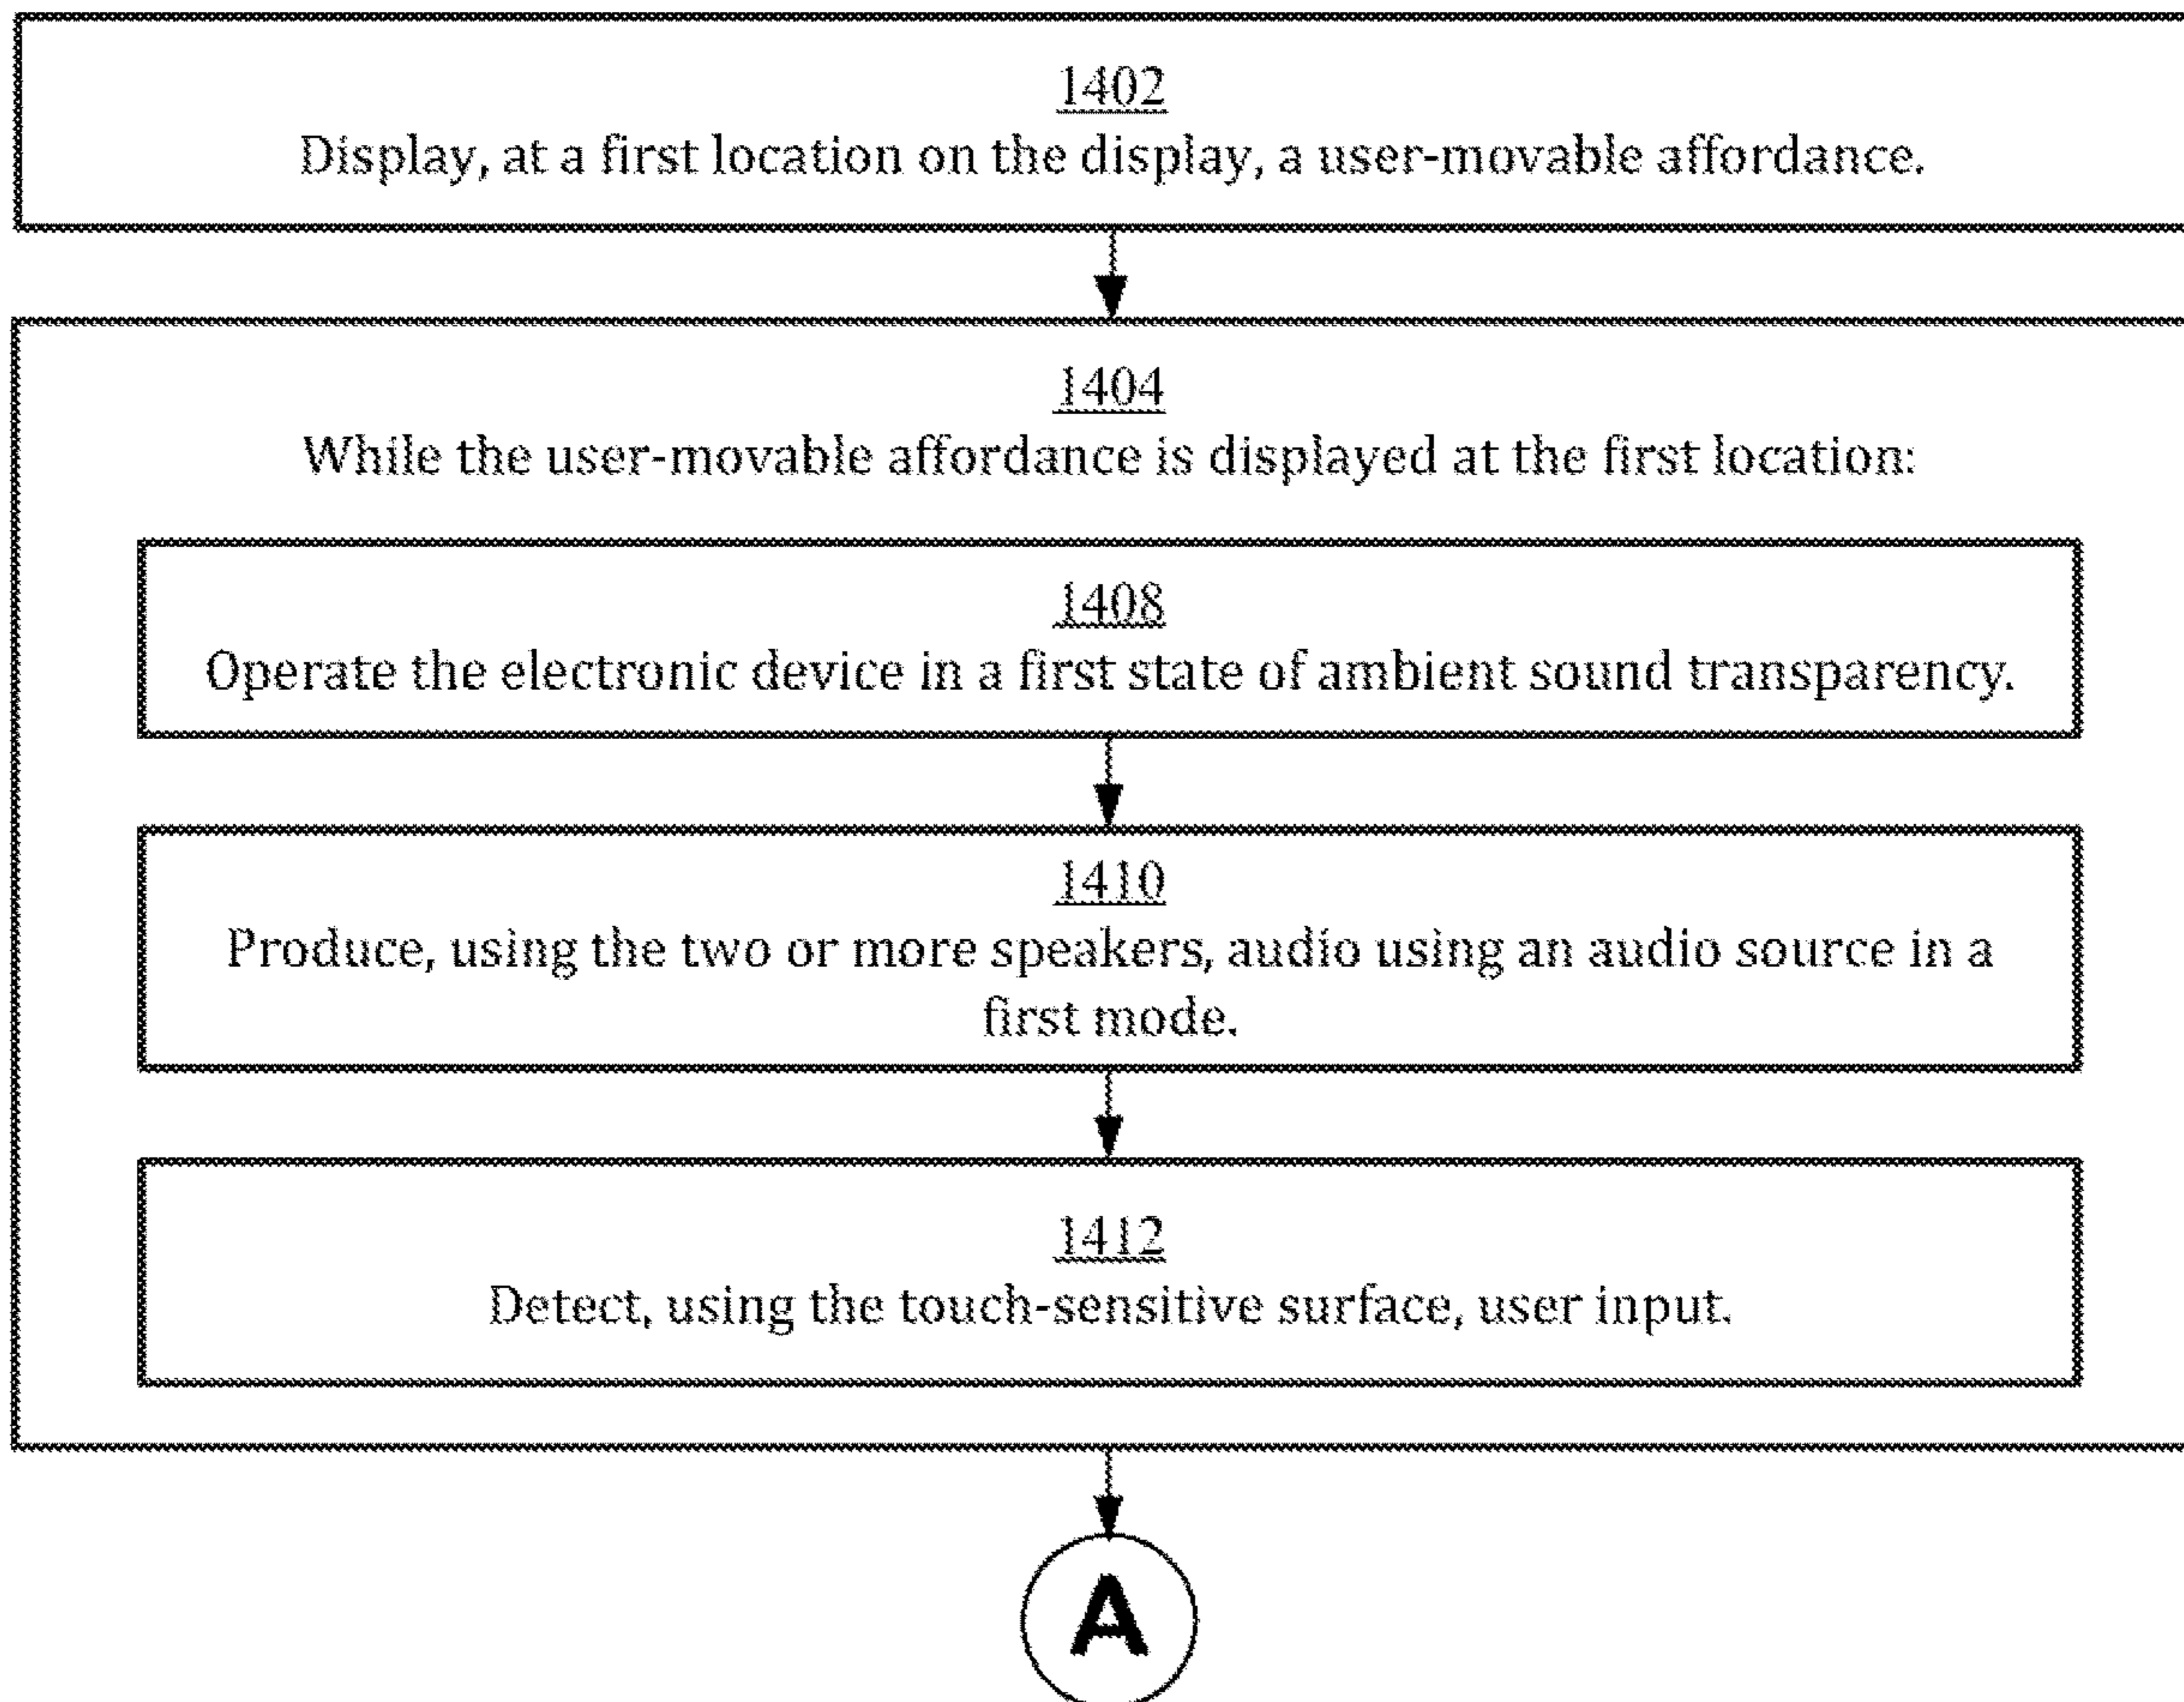 1402
Display, at a first location on the display, a user-movable affordance.
1404
While the user-movable affordance is displayed at the first location:
1408
Operate the electronic device in a first state of ambient sound transparency.
1410
Produce, using the two or more speakers, audio using an audio source in a
first mode.
1412
Detect, using the touch-sensitive surface, user input.
A